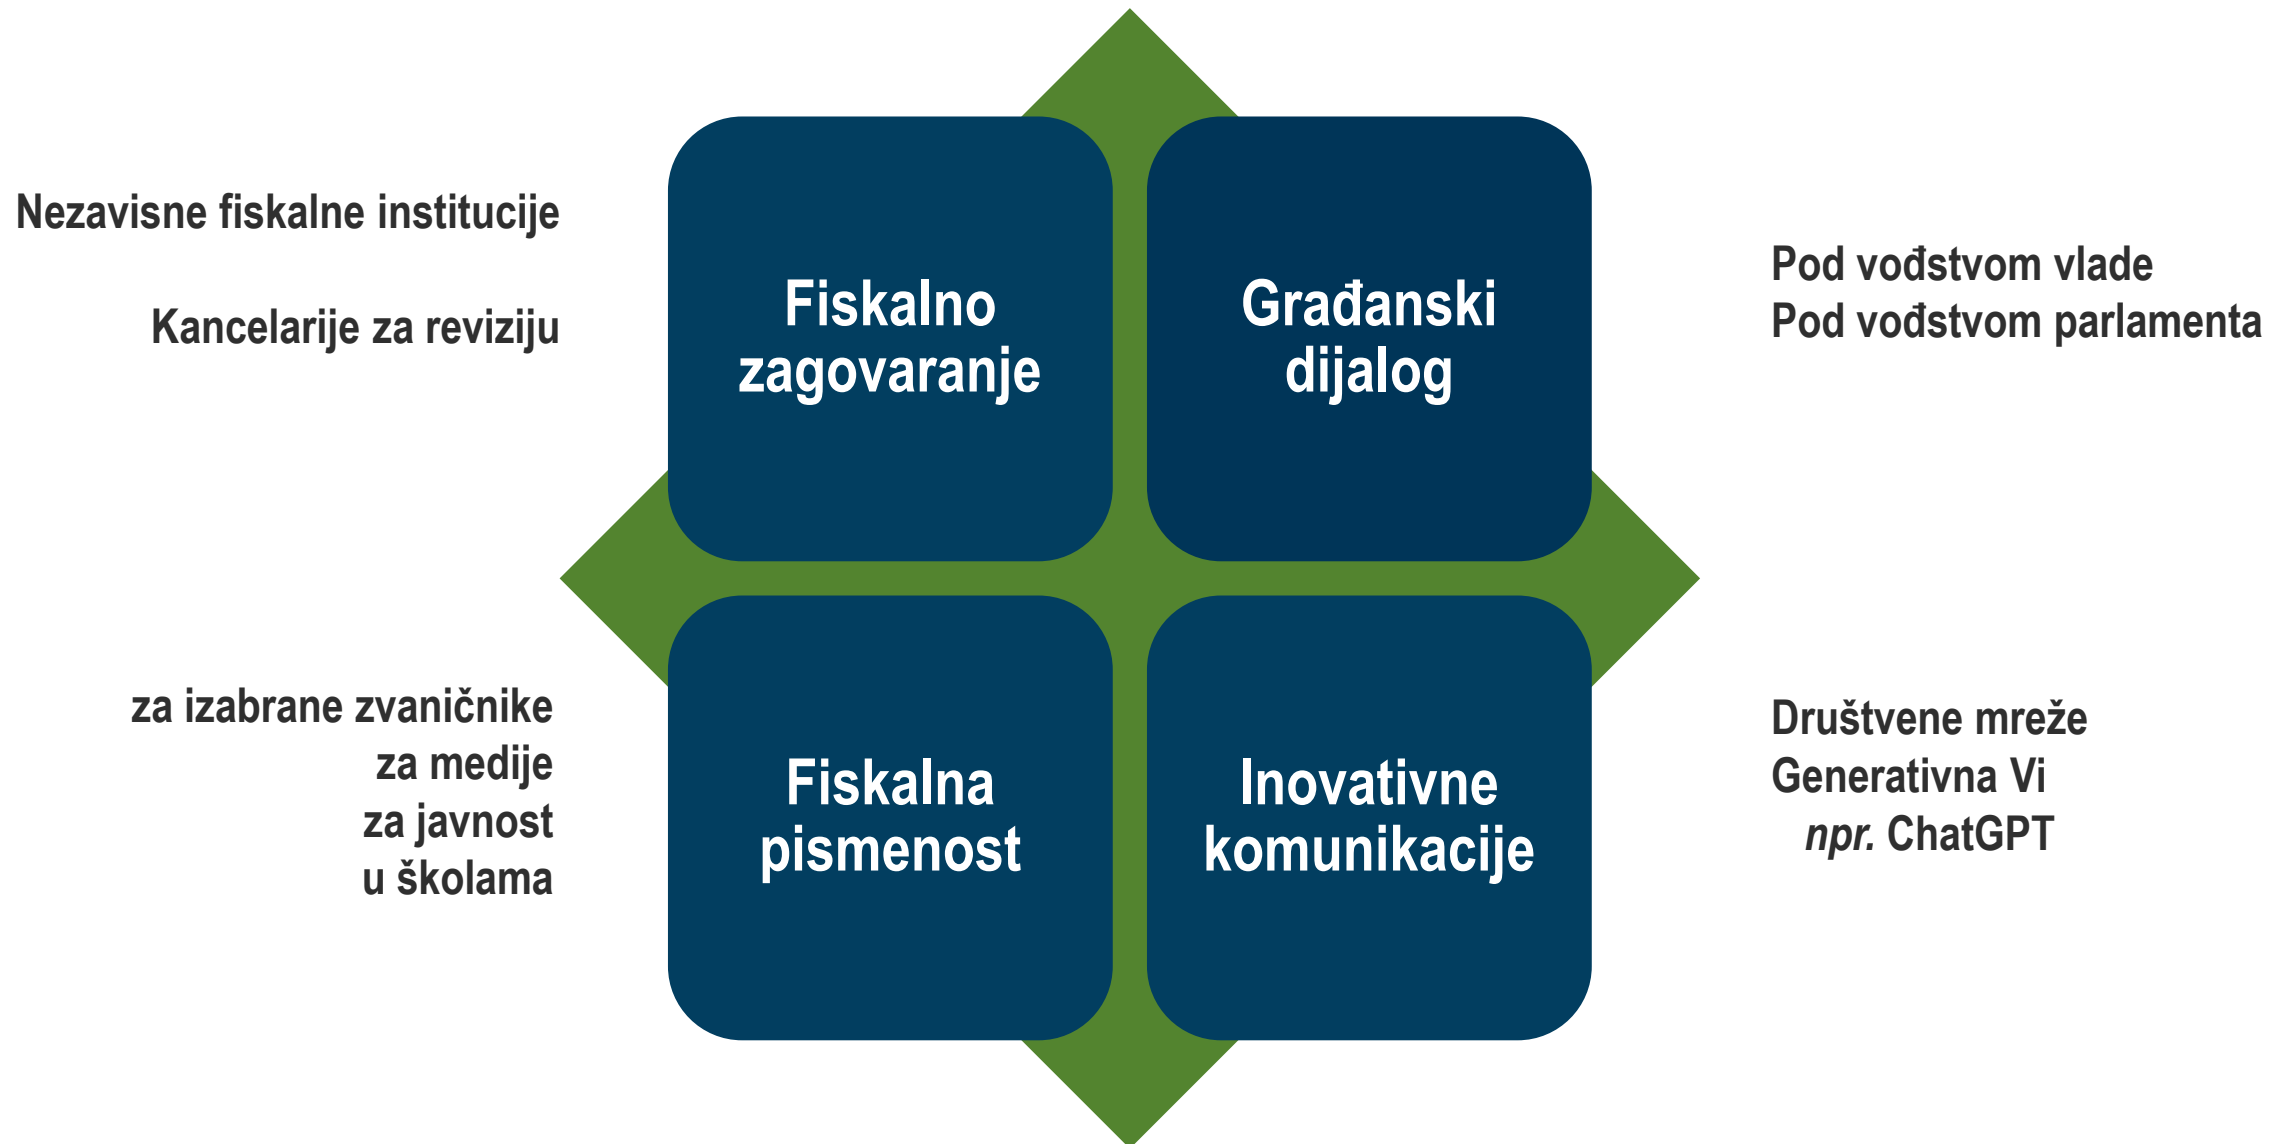 Nezavisne fiskalne institucije
Kancelarije za reviziju
Fiskalno
zagovaranje
Građanski
dijalog
Pod vođstvom vlade
Pod vođstvom parlamenta
za izabrane zvaničnike
za medije
za javnost
u školama
Fiskalna
pismenost
Inovativne
komunikacije
Društvene mreže
Generativna Vi
npr. ChatGPT